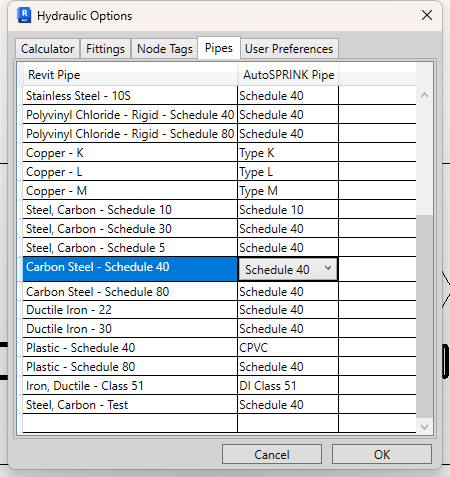 Hydraulic Options
Calculator Fittings Node Tags Pipes User Preferences
Revit Pipe AutoSPRINK Pipe
Stainless Steel - 10S Schedule 40
Polyvinyl Chloride - Rigid - Schedule 40 Schedule 40
Polyvinyl Chloride - Rigid - Schedule 80 Schedule 40
Copper - K Type K
Copper - L Type L
Copper - M Type M
Steel, Carbon - Schedule 10 Schedule 10
Steel, Carbon - Schedule 30 Schedule 40
Steel, Carbon - Schedule 5 Schedule 40
Carbon Steel - Schedule 40 Schedule 40
Carbon Steel - Schedule 80 Schedule 40
Ductile Iron - 22 Schedule 40
Ductile Iron - 30 Schedule 40
Plastic - Schedule 40 CPVC
Plastic - Schedule 80 Schedule 40
Iron, Ductile - Class 51 DI Class 51
Steel, Carbon - Test Schedule 40
Cancel OK